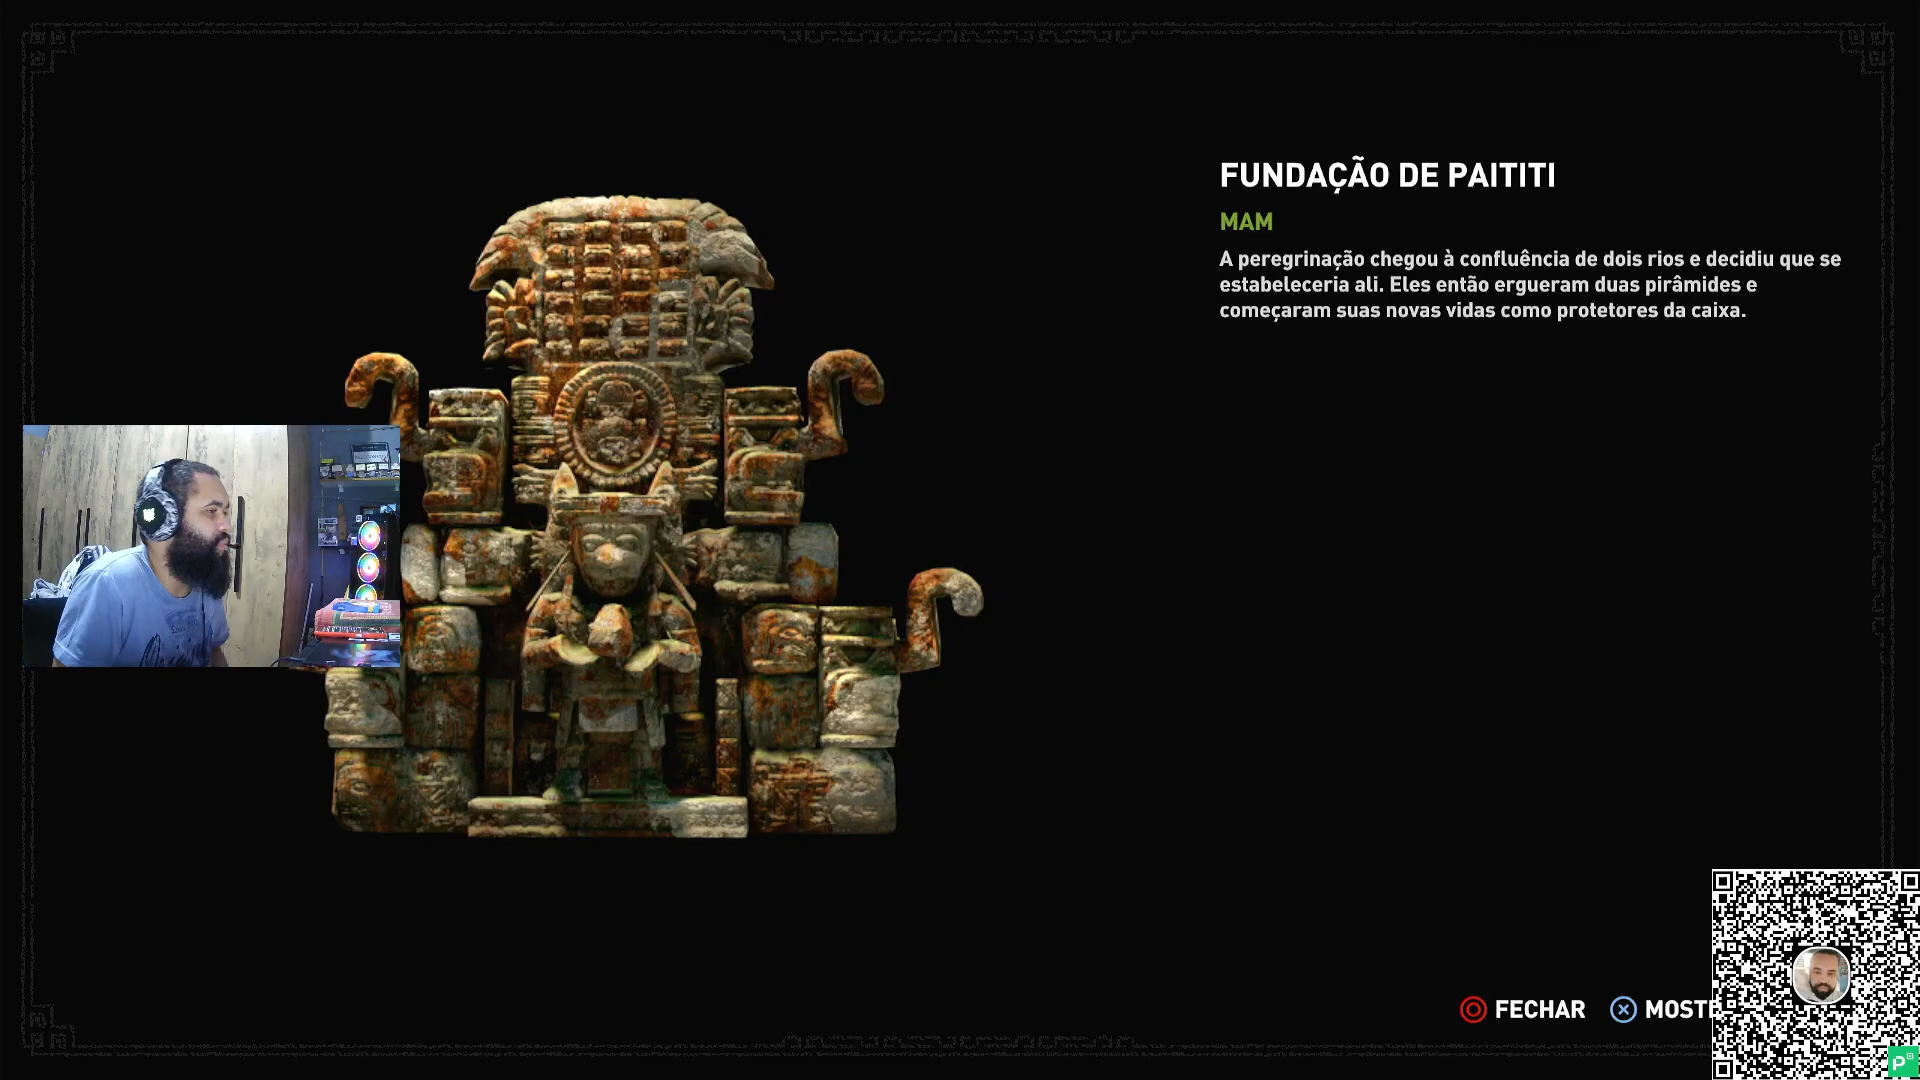 FUNDAÇÃO DE PAITITI
MAM
A peregrinação chegou à confluência de dois rios e decidiu que se
estabeleceria ali. Eles então ergueram duas pirâmides e
começaram suas novas vidas como protetores da caixa.
FECHAR
MOST